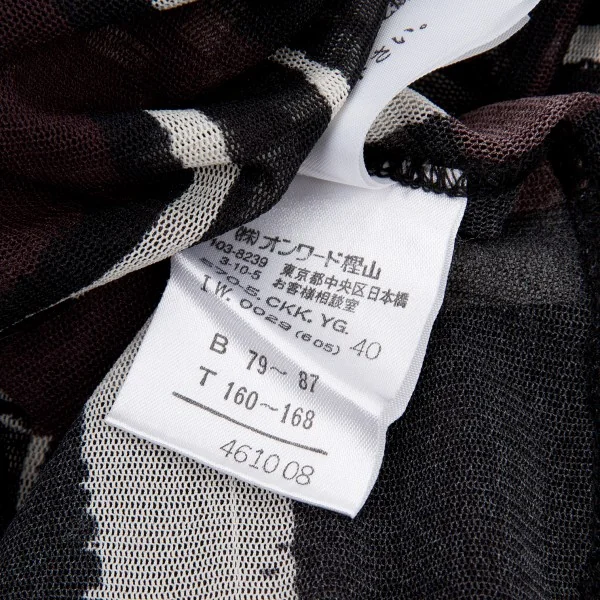 (株)オンワード樫山
103-8239
東京都中央区日本橋
3-10-5
お客様相談室
E70-S, CKK, YG.
I W. 0029 (605) 40
B 79～87
T 160～168
461008